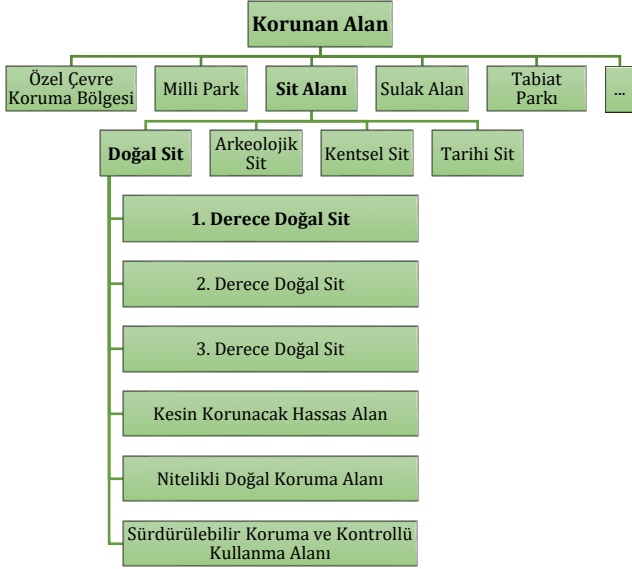 Korunan Alan
Özel Çevre
Koruma Bölgesi
Milli Park
Sit Alanı
Sulak Alan
Tabiat
Parkı
...
Doğal Sit
Arkeolojik
Sit
Kentsel Sit
Tarihi Sit
1. Derece Doğal Sit
2. Derece Doğal Sit
3. Derece Doğal Sit
Kesin Korunacak Hassas Alan
Nitelikli Doğal Koruma Alanı
Sürdürülebilir Koruma ve Kontrollü
Kullanma Alanı